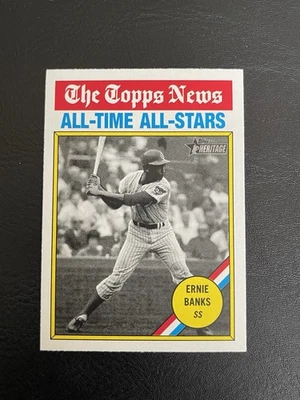 The Topps News
ALL-TIME ALL-STARS
Topps
HERITAGE
ERNIE
BANKS
SS